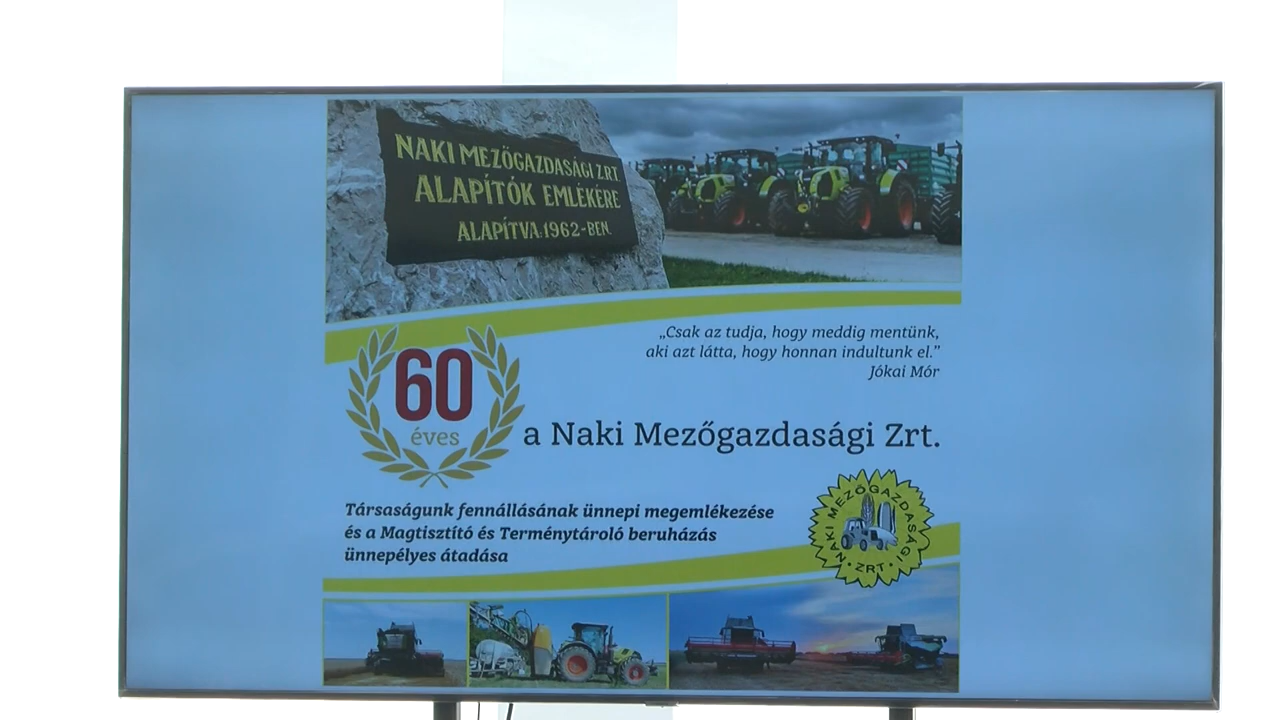 NAKI MEZŐGAZDASÁGI ZRT.
ALAPÍTÓK EMLÉKÉRE
ALAPÍTVA:1962-BEN.
„Csak az tudja, hogy meddig mentünk,
aki azt látta, hogy honnan indultunk el.”
Jókai Mór
60
éves
a Naki Mezőgazdasági Zrt.
Társaságunk fennállásának ünnepi megemlékezése
és a Magtisztító és Terménytároló beruházás
ünnepélyes átadása
NAKI MEZŐGAZDASÁGI
• ZRT •